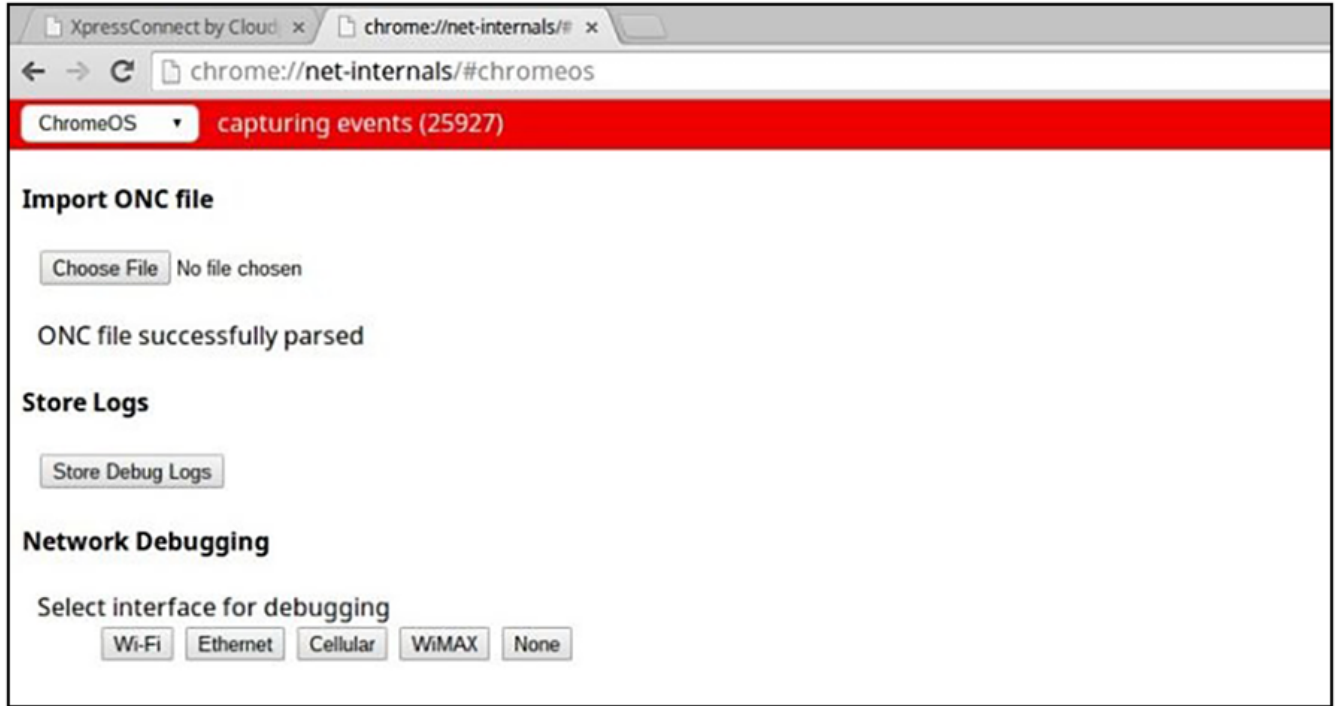 XpressConnect by Cloud × chrome://net-internals/# ×
chrome://net-internals/#chromeos
ChromeOS capturing events (25927)
Import ONC file
Choose File No file chosen
ONC file successfully parsed
Store Logs
Store Debug Logs
Network Debugging
Select interface for debugging
Wi-Fi Ethernet Cellular WiMAX None